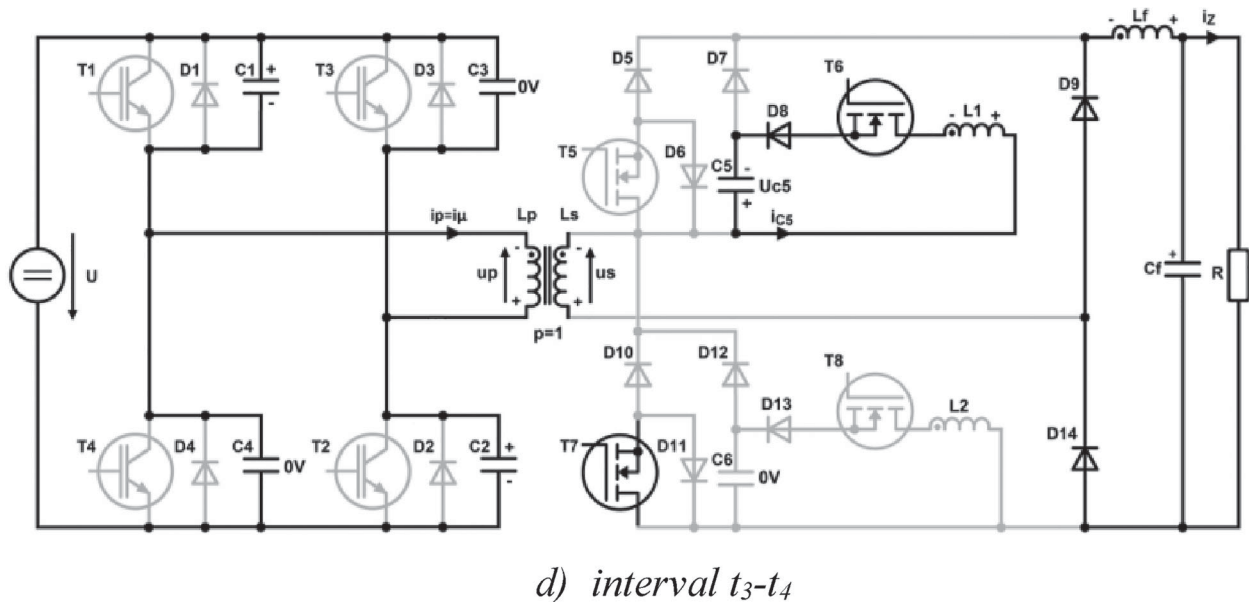 - Lf + iZ
T1 D1 C1 + - T3 D3 C3 0V
D5 D7 T6 D9
D8 - L1 +
T5 D6 C5 - Uc5 +
iC5
ip=iμ Lp Ls
U up - + us - +
p=1
Cf + R
D10 D12 T8
D13 L2
T4 D4 C4 0V T2 D2 C2 + -
T7 D11 C6 0V D14
d) interval t3-t4